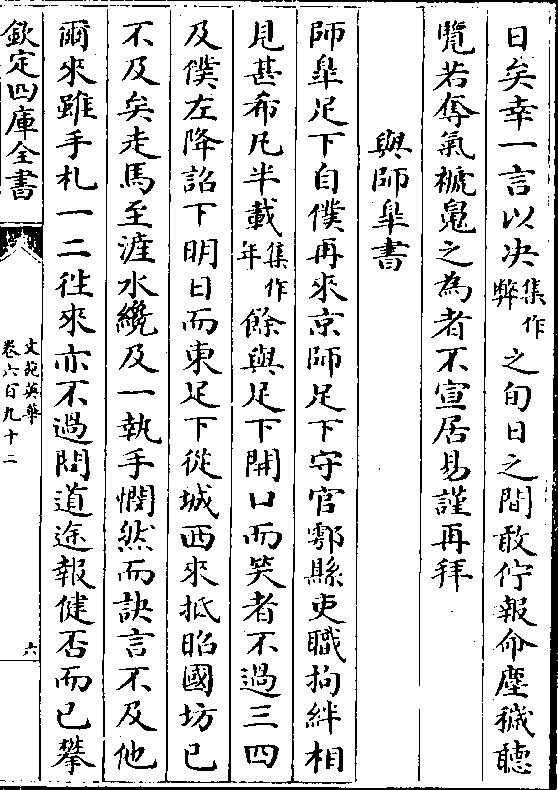 日矣幸一言以决集作弊之旬日之間敢佇報命塵穢聽
覽若奪氣褫魄之為者不宣居易謹再拜
與師臯書
師臯足下自僕再來京師足下守官鄠縣吏職拘絆相
見甚希凡半載集作年餘與足下開口而笑者不過三四
及僕左降詔下明日而東足下從城西來抵昭國坊已
不及矣走馬至滻水纔及一執手憫然而訣言不及他
爾來雖手札一二往來亦不過問道途報健否而已攀
欽定四庫全書
文苑英華
卷六百九十二
六